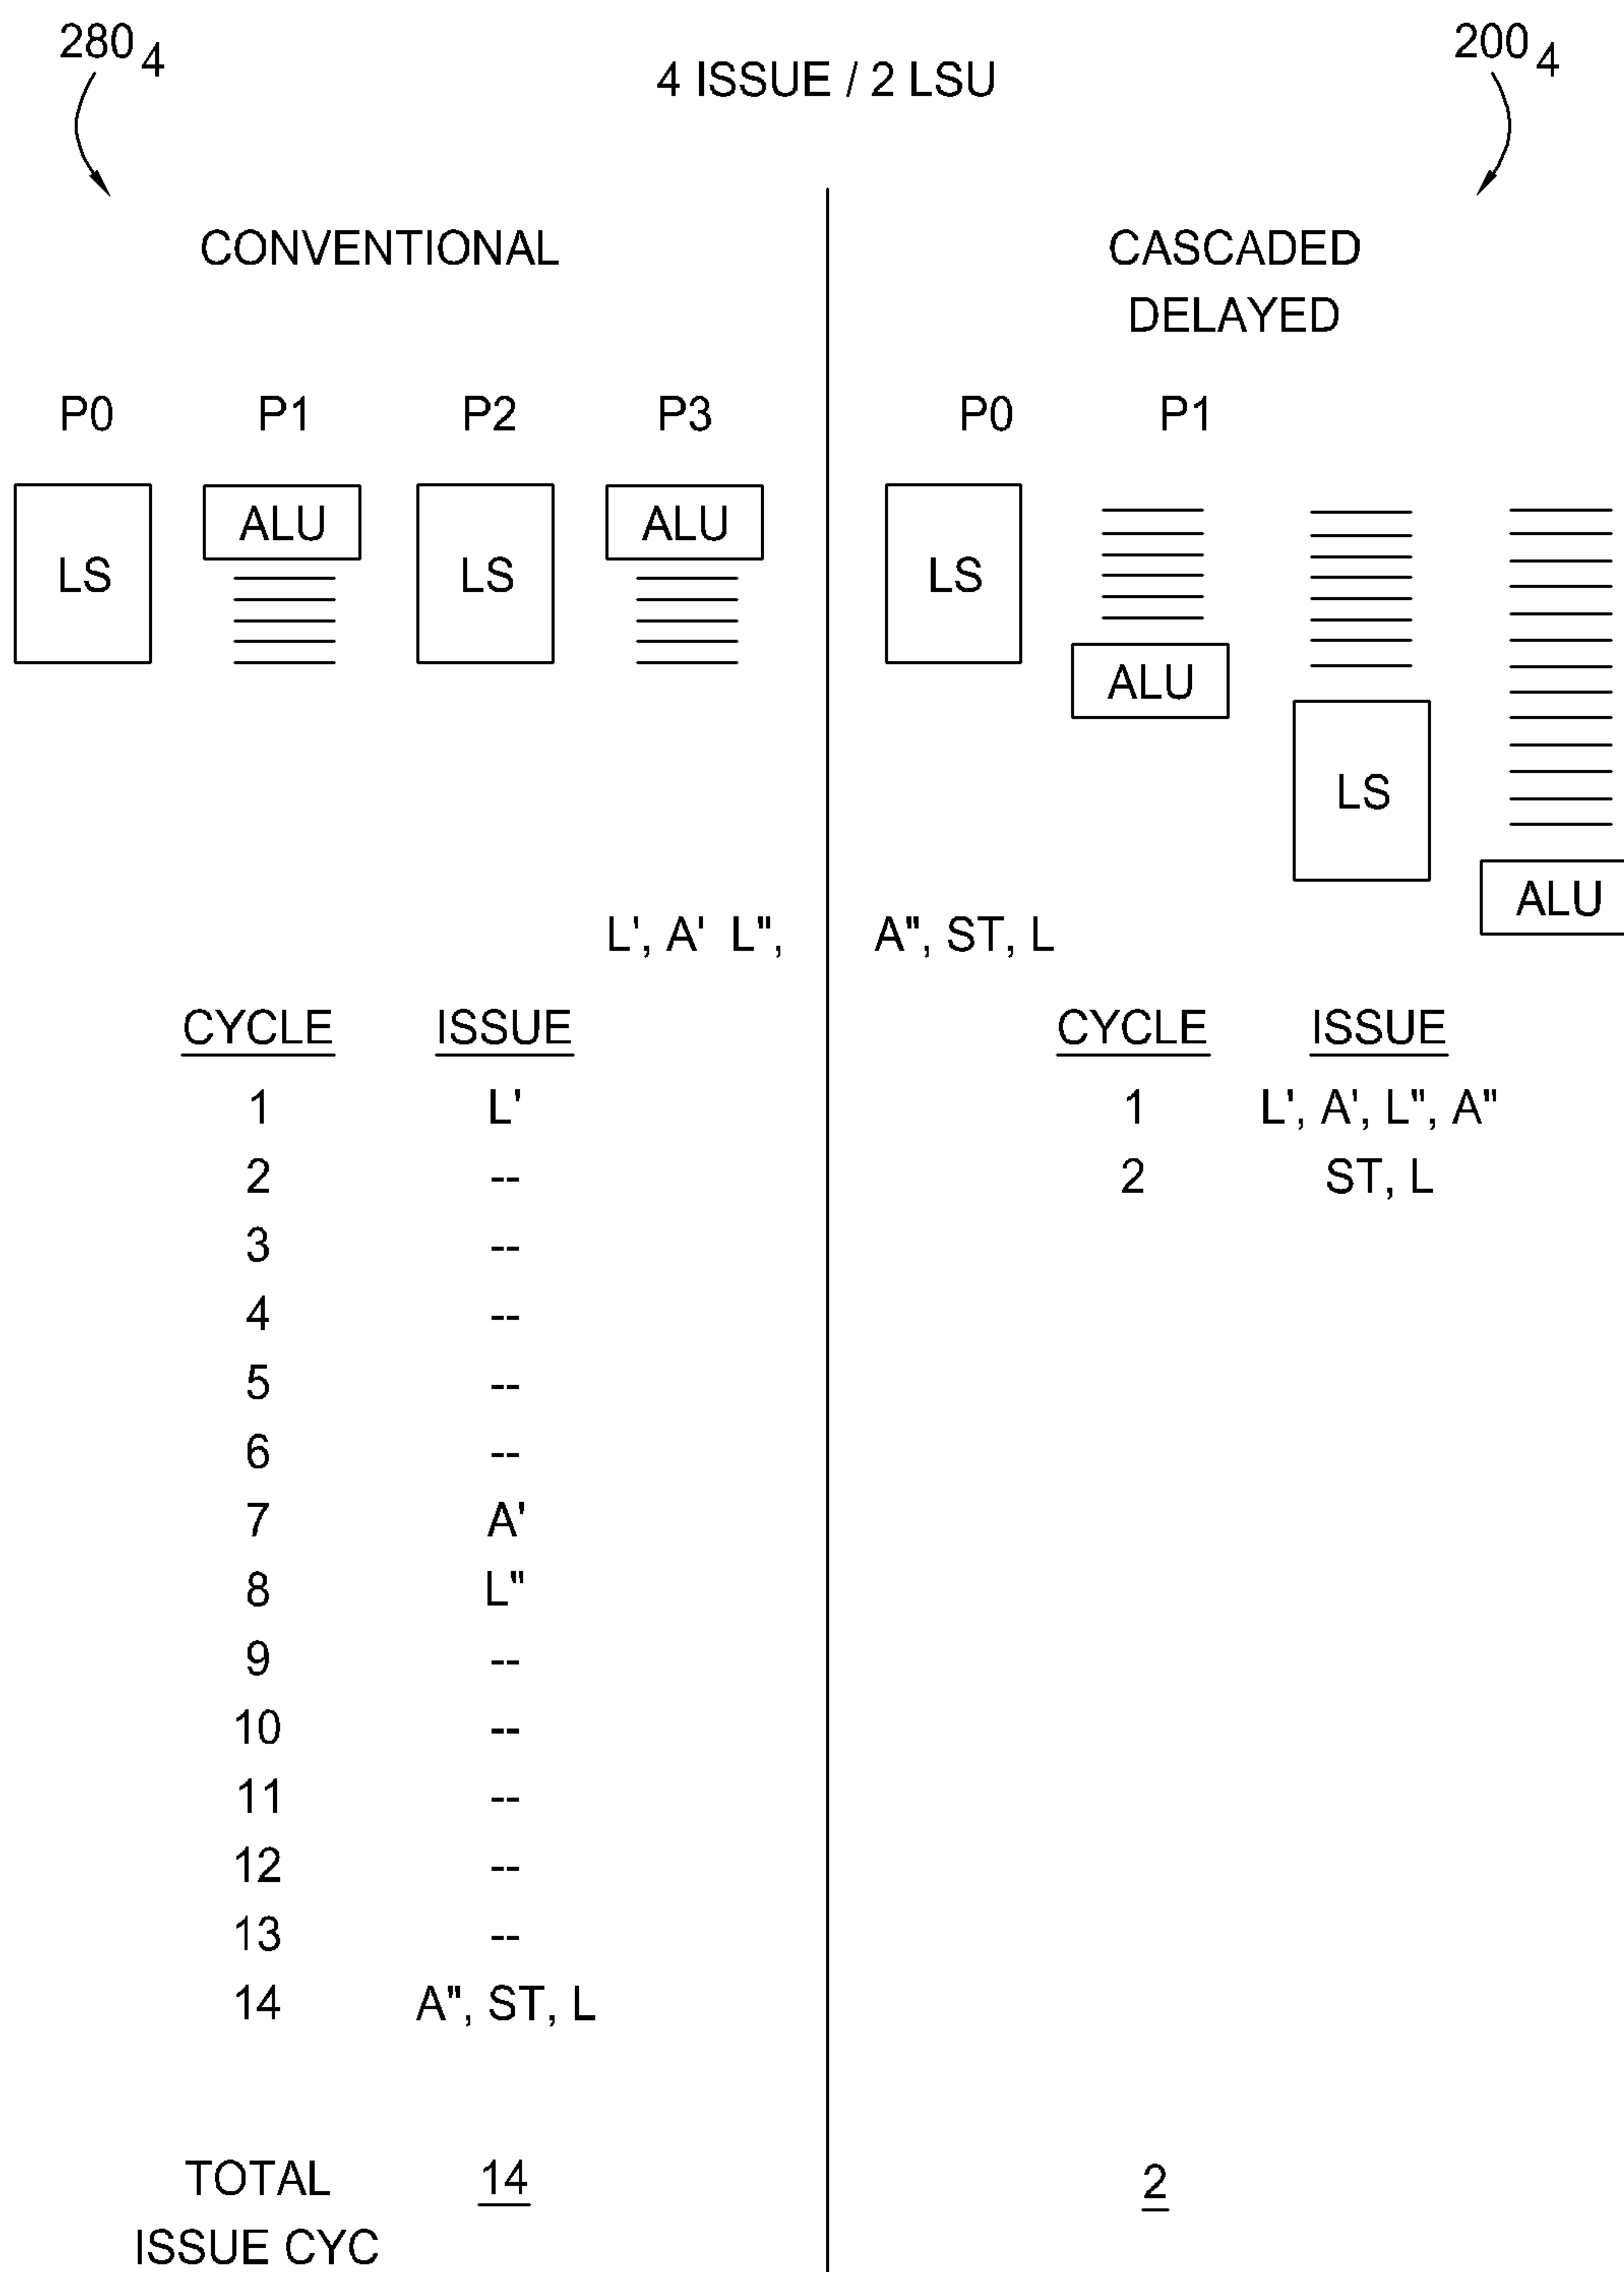 280 4
200 4
4 ISSUE / 2 LSU
CONVENTIONAL
P0 P1 P2 P3
LS ALU LS ALU
CASCADED
DELAYED
P0 P1
LS
ALU
LS
ALU
L', A' L", A", ST, L
CYCLE ISSUE
1 L'
2 --
3 --
4 --
5 --
6 --
7 A'
8 L"
9 --
10 --
11 --
12 --
13 --
14 A", ST, L
TOTAL 14
ISSUE CYC
CYCLE ISSUE
1 L', A', L", A"
2 ST, L
2